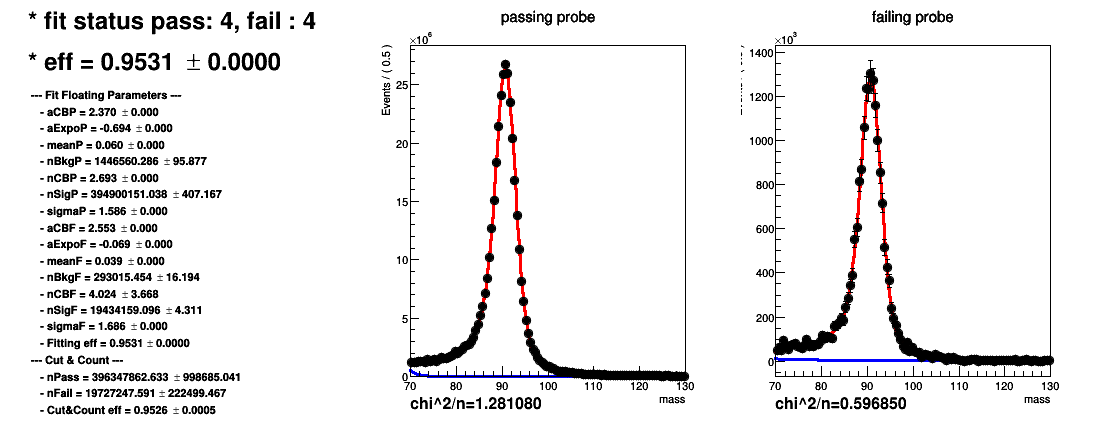 * fit status pass: 4, fail : 4
* eff = 0.9531 ± 0.0000
--- Fit Floating Parameters ---
- aCBP = 2.370 ± 0.000
- aExpoP = -0.694 ± 0.000
- meanP = 0.060 ± 0.000
- nBkgP = 1446560.286 ± 95.877
- nCBP = 2.693 ± 0.000
- nSigP = 394900151.038 ± 407.167
- sigmaP = 1.586 ± 0.000
- aCBF = 2.553 ± 0.000
- aExpoF = -0.069 ± 0.000
- meanF = 0.039 ± 0.000
- nBkgF = 293015.454 ± 16.194
- nCBF = 4.024 ± 3.668
- nSigF = 19434159.096 ± 4.311
- sigmaF = 1.686 ± 0.000
- Fitting eff = 0.9531 ± 0.0000
--- Cut & Count ---
- nPass = 396347862.633 ± 998685.041
- nFail = 19727247.591 ± 222499.467
- Cut&Count eff = 0.9526 ± 0.0005
passing probe
×10⁶
Events / ( 0.5 )
25
20
15
10
5
0
70 80 90 100 110 120 130
mass
chi^2/n=1.281080
failing probe
×10³
1400
1200
1000
800
600
400
200
0
70 80 90 100 110 120 130
mass
chi^2/n=0.596850